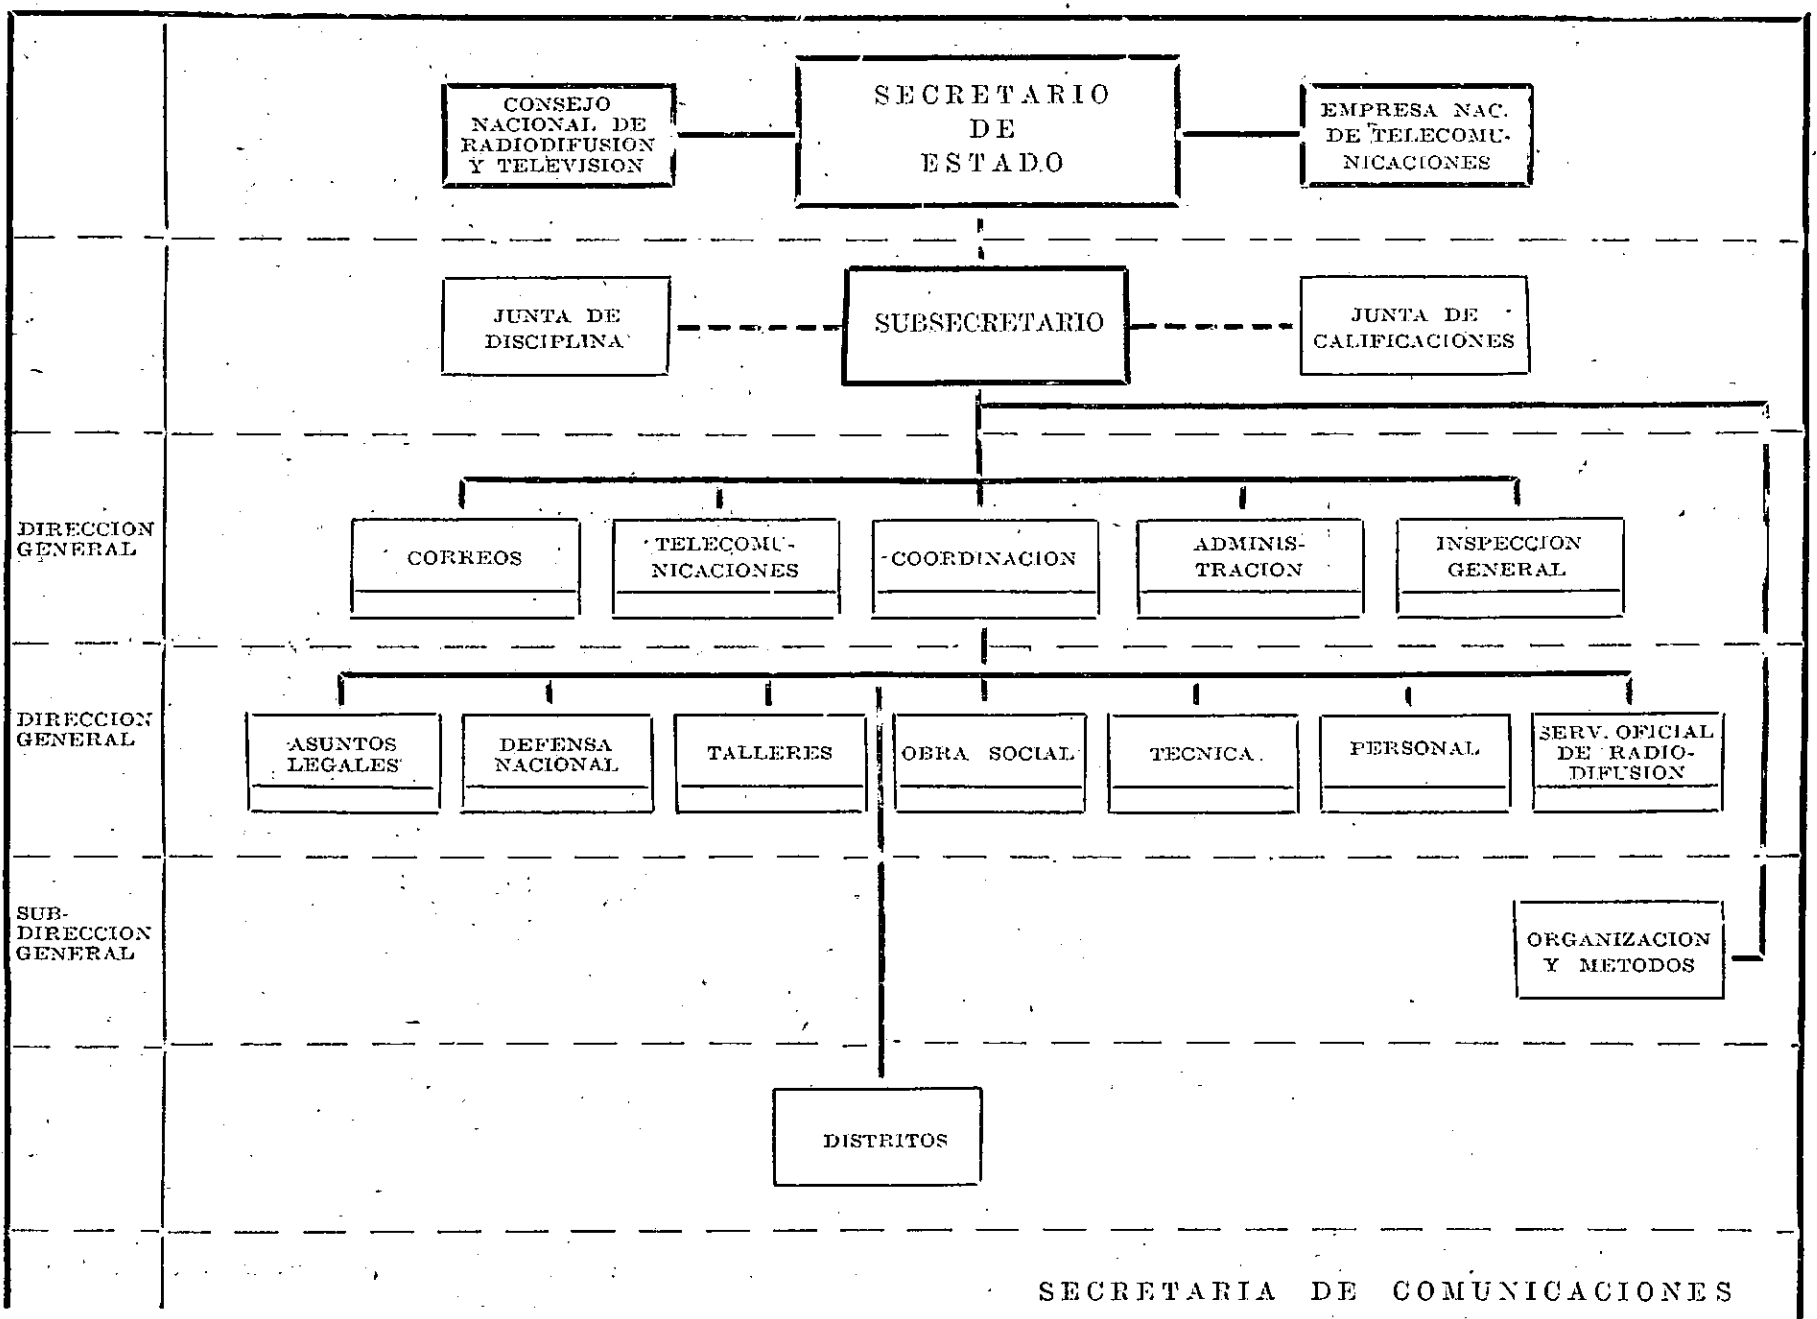 CONSEJO
NACIONAL DE
RADIODIFUSION
Y TELEVISION
SECRETARIO
DE
ESTADO
EMPRESA NAC.
DE TELECOMU-
NICACIONES
JUNTA DE
DISCIPLINA
SUBSECRETARIO
JUNTA DE
CALIFICACIONES
DIRECCION
GENERAL
CORREOS
TELECOMU-
NICACIONES
COORDINACION
ADMINIS-
TRACION
INSPECCION
GENERAL
DIRECCION
GENERAL
ASUNTOS
LEGALES
DEFENSA
NACIONAL
TALLERES
OBRA SOCIAL
TECNICA
PERSONAL
SERV. OFICIAL
DE RADIO-
DIFUSION
SUB-
DIRECCION
GENERAL
ORGANIZACION
Y METODOS
DISTRITOS
SECRETARIA DE COMUNICACIONES